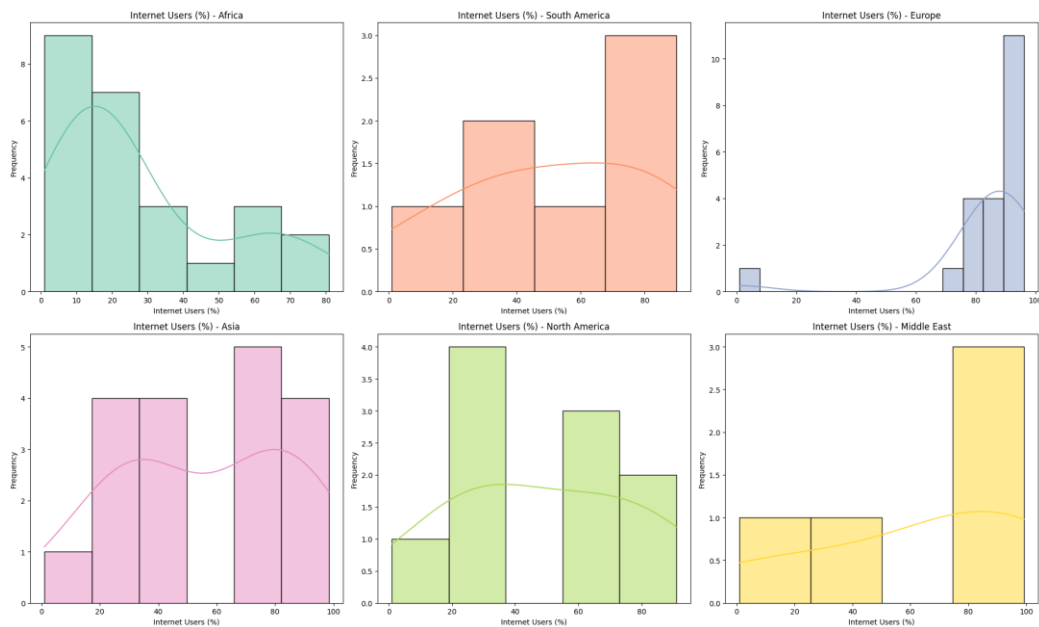 Internet Users (%) - Africa
Frequency
8
6
4
2
0
0 10 20 30 40 50 60 70 80
Internet Users (%)
Internet Users (%) - South America
Frequency
3.0
2.5
2.0
1.5
1.0
0.5
0.0
0 20 40 60 80
Internet Users (%)
Internet Users (%) - Europe
Frequency
10
8
6
4
2
0
0 20 40 60 80 100
Internet Users (%)
Internet Users (%) - Asia
Frequency
5
4
3
2
1
0
0 20 40 60 80 100
Internet Users (%)
Internet Users (%) - North America
Frequency
4.0
3.5
3.0
2.5
2.0
1.5
1.0
0.5
0.0
0 20 40 60 80
Internet Users (%)
Internet Users (%) - Middle East
Frequency
3.0
2.5
2.0
1.5
1.0
0.5
0.0
0 20 40 60 80 100
Internet Users (%)